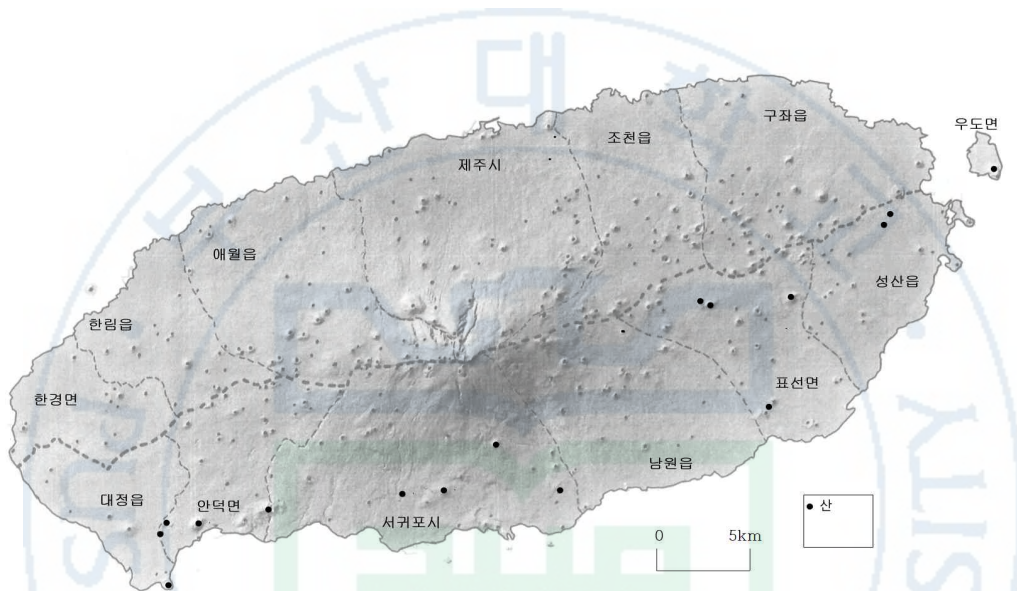 구좌읍
우도면
조천읍
제주시
애월읍
성산읍
한림읍
한경면
표선면
남원읍
대정읍
안덕면
서귀포시
산
0 5km